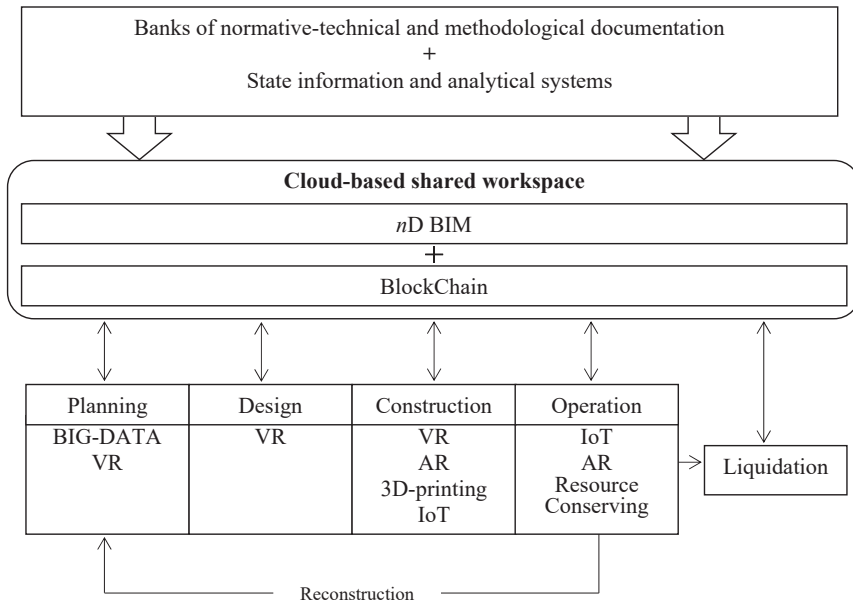 Banks of normative-technical and methodological documentation
+
State information and analytical systems
Cloud-based shared workspace
nD BIM
+
BlockChain
Planning
Design
Construction
Operation
BIG-DATA
VR
VR
VR
AR
3D-printing
IoT
IoT
AR
Resource
Conserving
Liquidation
Reconstruction